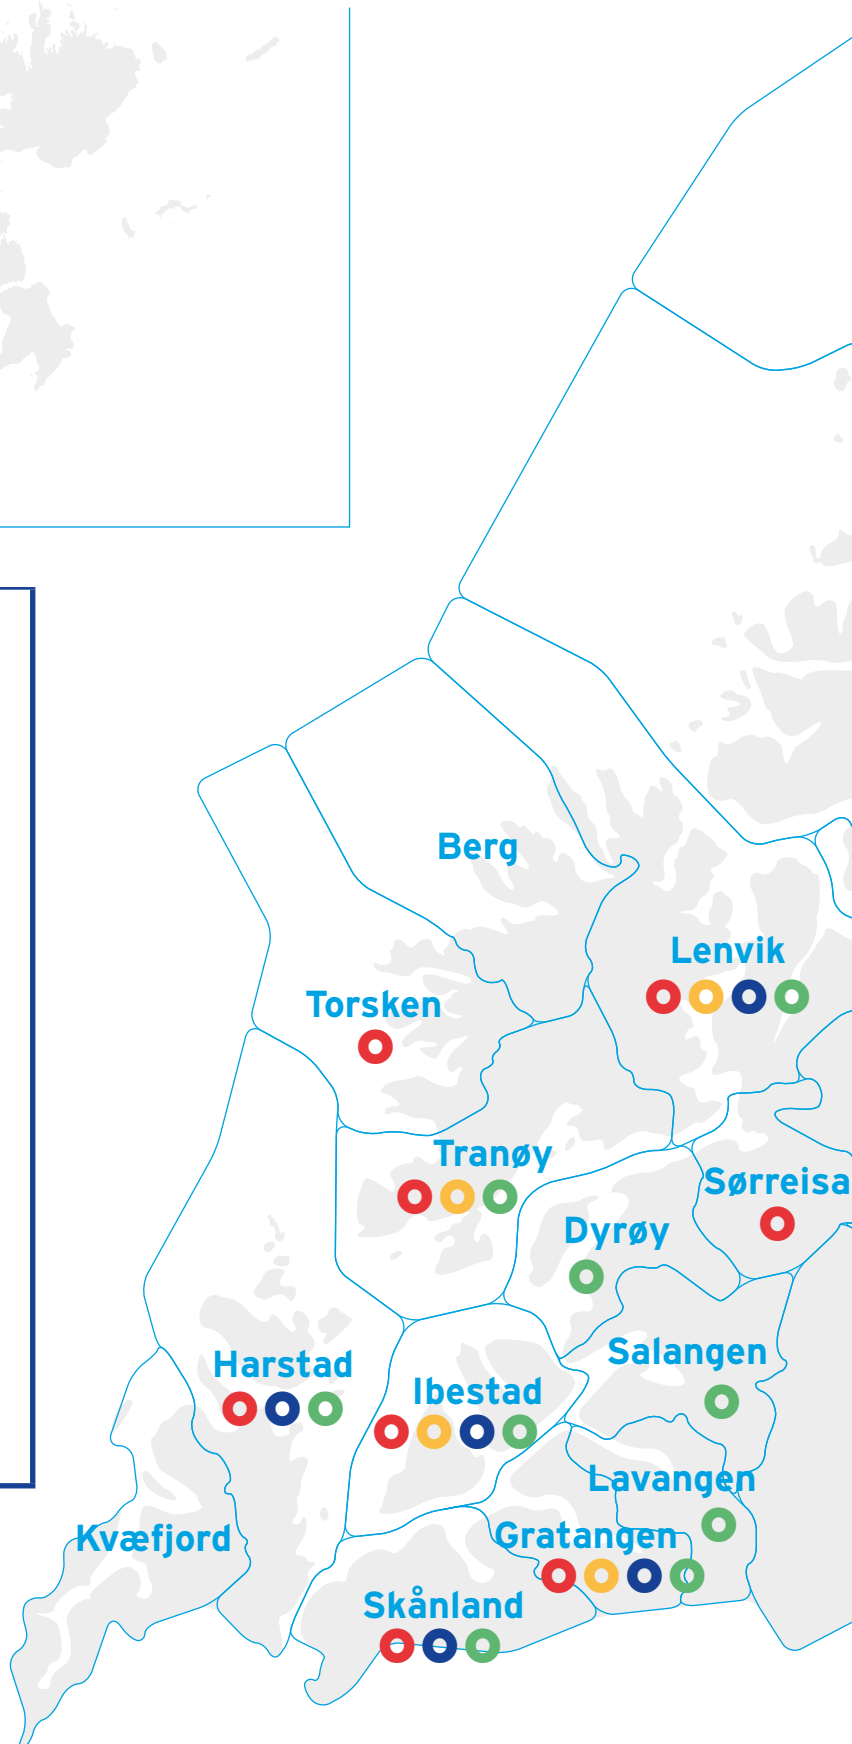 Berg
Lenvik
Torsken
Tranøy
Sørreisa
Dyrøy
Salangen
Harstad
Ibestad
Lavangen
Gratangen
Kvæfjord
Skånland